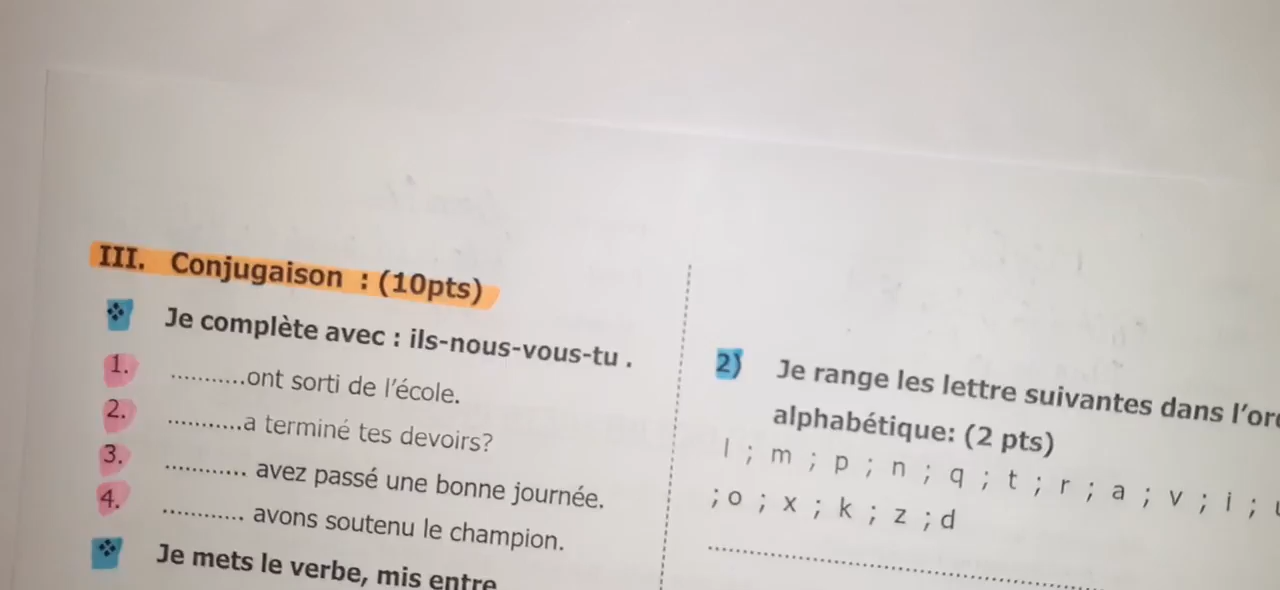 III. Conjugaison : (10pts)
❖ Je complète avec : ils-nous-vous-tu .
1. ...........ont sorti de l'école.
2. ...........a terminé tes devoirs?
3. ............ avez passé une bonne journée.
4. ............ avons soutenu le champion.
❖ Je mets le verbe, mis entre
2) Je range les lettre suivantes dans l'
alphabétique: (2 pts)
l ; m ; p ; n ; q ; t ; r ; a ; v ; i ;
; o ; x ; k ; z ; d